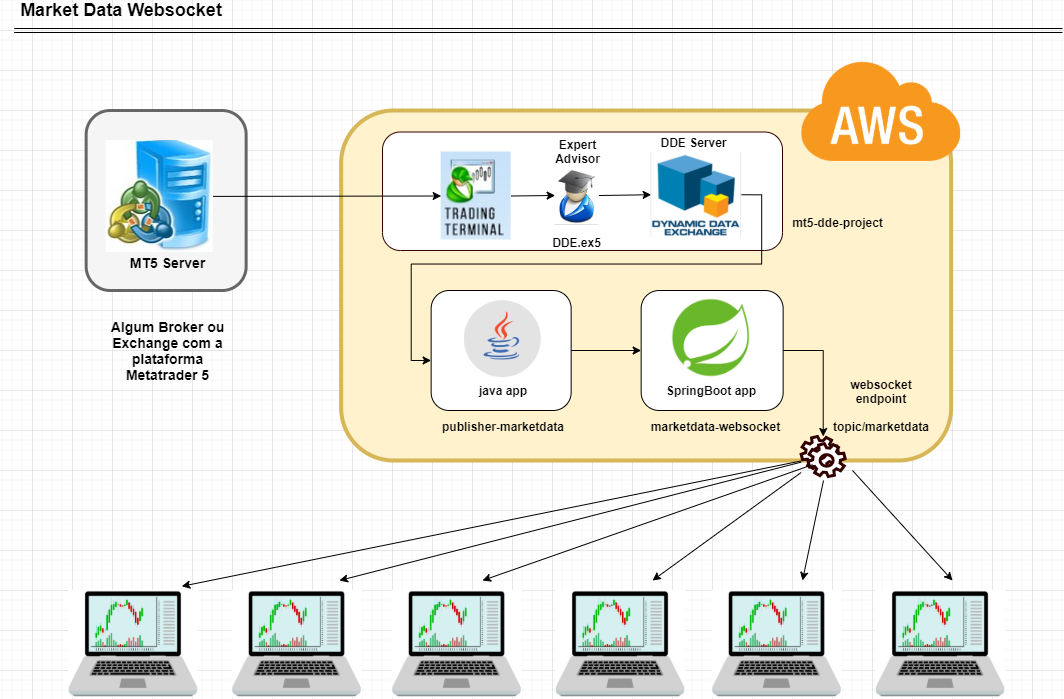 Market Data Websocket
AWS
Expert
Advisor
DDE Server
TRADING
TERMINAL
DYNAMIC DATA
EXCHANGE
DDE.ex5
mt5-dde-project
MT5 Server
Algum Broker ou
Exchange com a
plataforma
Metatrader 5
java app
SpringBoot app
publisher-marketdata
marketdata-websocket
websocket
endpoint
topic/marketdata